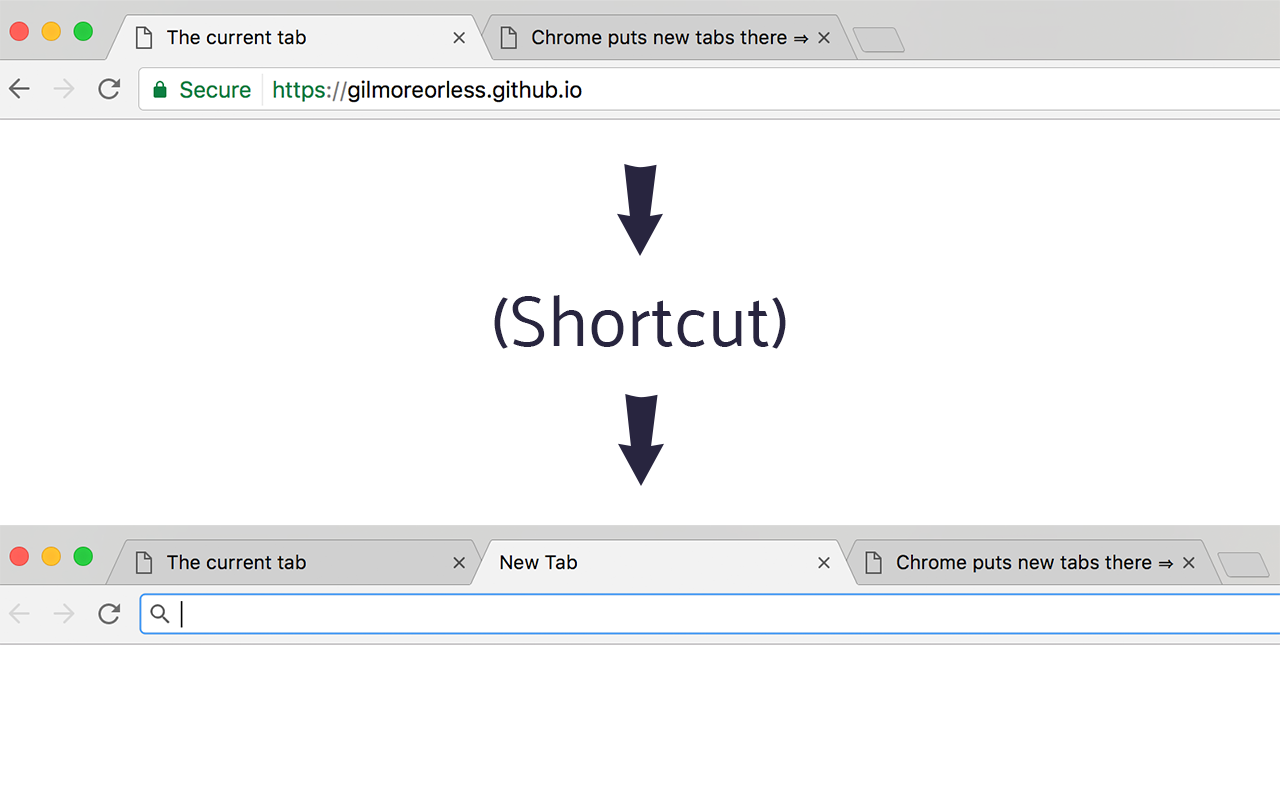 The current tab
Chrome puts new tabs there ⇒
Secure https://gilmoreorless.github.io
(Shortcut)
The current tab
New Tab
Chrome puts new tabs there ⇒